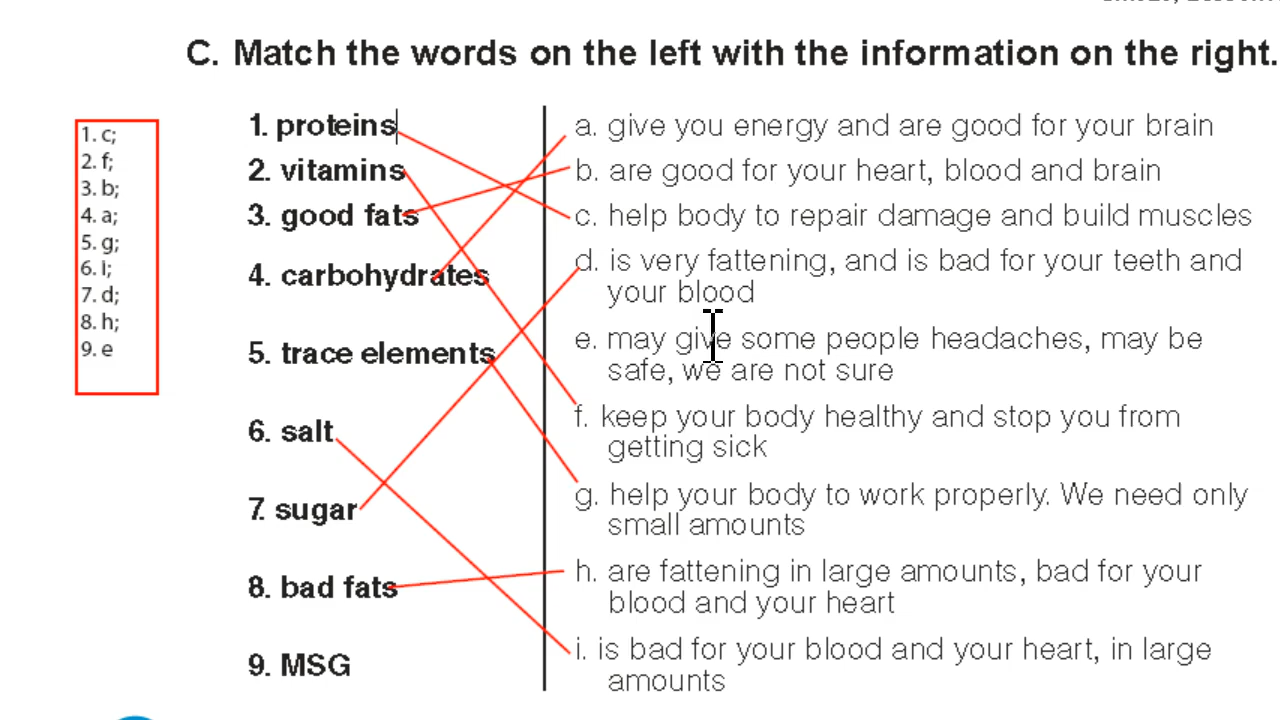 C. Match the words on the left with the information on the right.
1. c;
2. f;
3. b;
4. a;
5. g;
6. I;
7. d;
8. h;
9. e
1. proteins
2. vitamins
3. good fats
4. carbohydrates
5. trace elements
6. salt
7. sugar
8. bad fats
9. MSG
a. give you energy and are good for your brain
b. are good for your heart, blood and brain
c. help body to repair damage and build muscles
d. is very fattening, and is bad for your teeth and
your blood
e. may give some people headaches, may be
safe, we are not sure
f. keep your body healthy and stop you from
getting sick
g. help your body to work properly. We need only
small amounts
h. are fattening in large amounts, bad for your
blood and your heart
i. is bad for your blood and your heart, in large
amounts